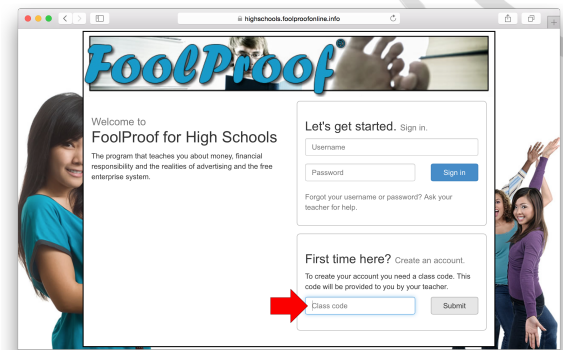 highschools.foolproofonline.info
FoolProof®
Welcome to
FoolProof for High Schools
The program that teaches you about money, financial
responsibility and the realities of advertising and the free
enterprise system.
Let's get started. Sign in.
Username
Password
Sign in
Forgot your username or password? Ask your
teacher for help.
First time here? Create an account.
To create your account you need a class code. This
code will be provided to you by your teacher.
Class code
Submit